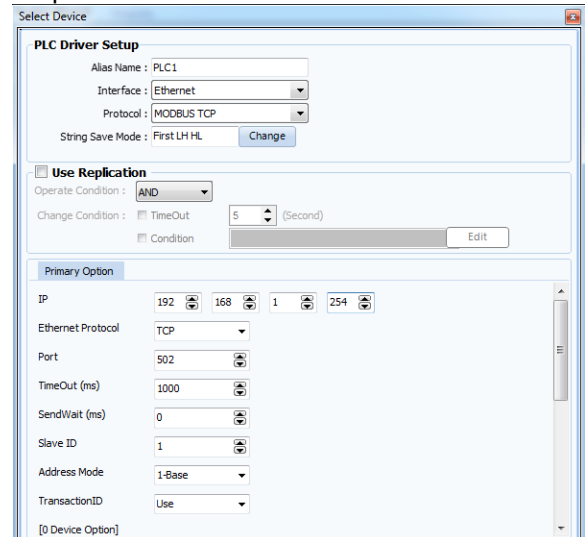 Select Device
PLC Driver Setup
Alias Name : PLC1
Interface : Ethernet
Protocol : MODBUS TCP
String Save Mode : First LH HL Change
Use Replication
Operate Condition : AND
Change Condition : TimeOut 5 (Second)
Condition Edit
Primary Option
IP 192 168 1 254
Ethernet Protocol TCP
Port 502
TimeOut (ms) 1000
SendWait (ms) 0
Slave ID 1
Address Mode 1-Base
TransactionID Use
[0 Device Option]